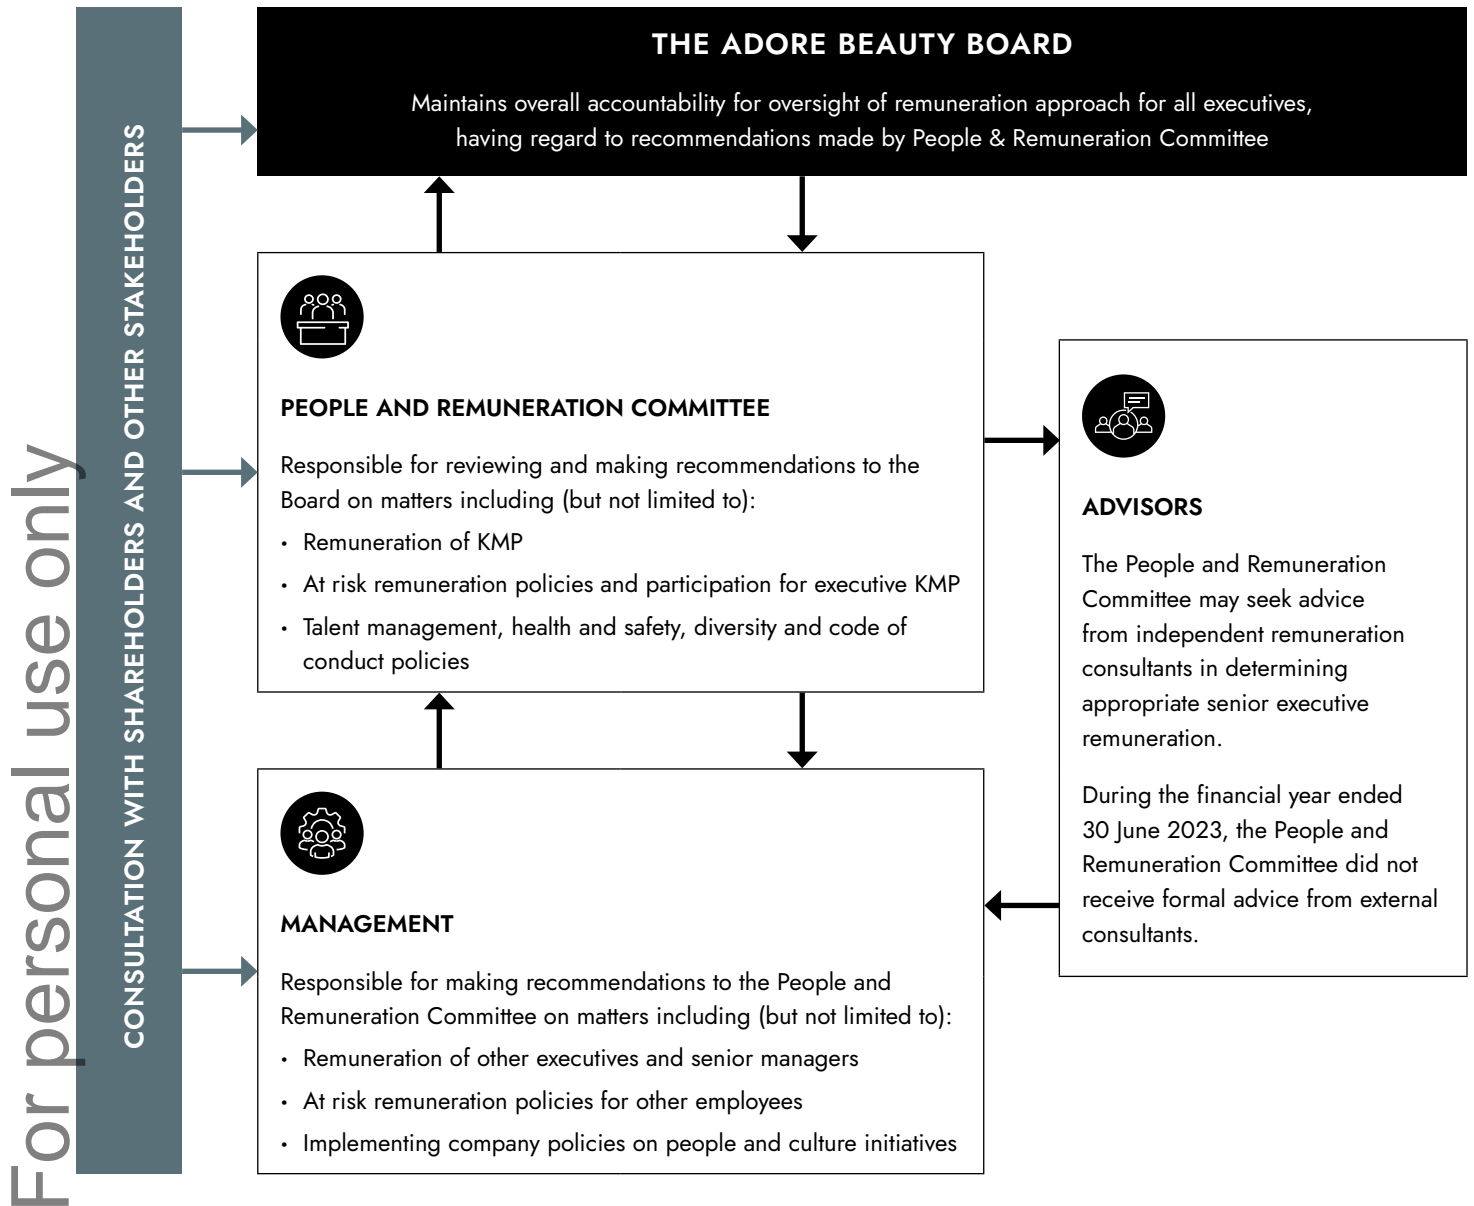 For personal use only
CONSULTATION WITH SHAREHOLDERS AND OTHER STAKEHOLDERS
THE ADORE BEAUTY BOARD
Maintains overall accountability for oversight of remuneration approach for all executives,
having regard to recommendations made by People & Remuneration Committee
PEOPLE AND REMUNERATION COMMITTEE
Responsible for reviewing and making recommendations to the
Board on matters including (but not limited to):
• Remuneration of KMP
• At risk remuneration policies and participation for executive KMP
• Talent management, health and safety, diversity and code of
conduct policies
ADVISORS
The People and Remuneration
Committee may seek advice
from independent remuneration
consultants in determining
appropriate senior executive
remuneration.
During the financial year ended
30 June 2023, the People and
Remuneration Committee did not
receive formal advice from external
consultants.
MANAGEMENT
Responsible for making recommendations to the People and
Remuneration Committee on matters including (but not limited to):
• Remuneration of other executives and senior managers
• At risk remuneration policies for other employees
• Implementing company policies on people and culture initiatives